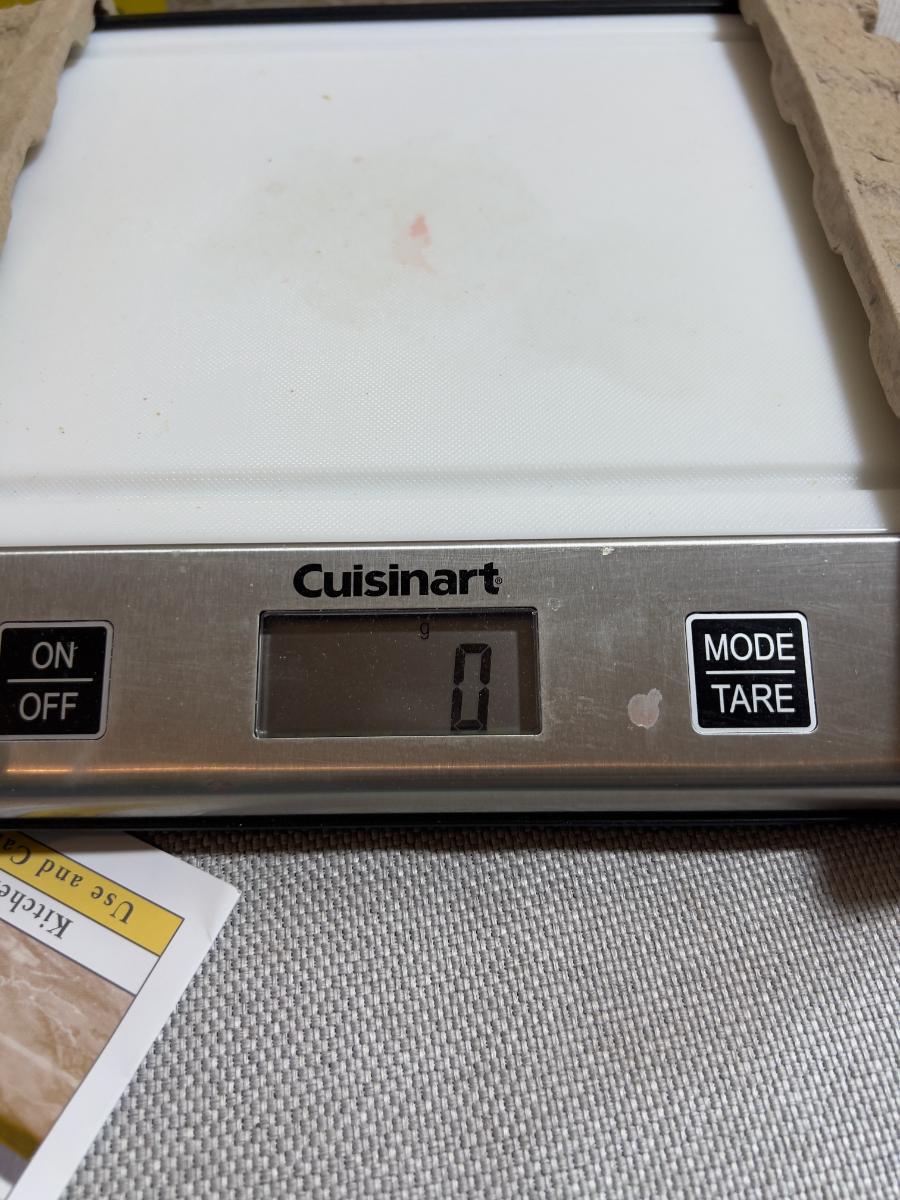 Cuisinart®
ON
OFF
g
0
MODE
TARE
Use and Ca
Kitche